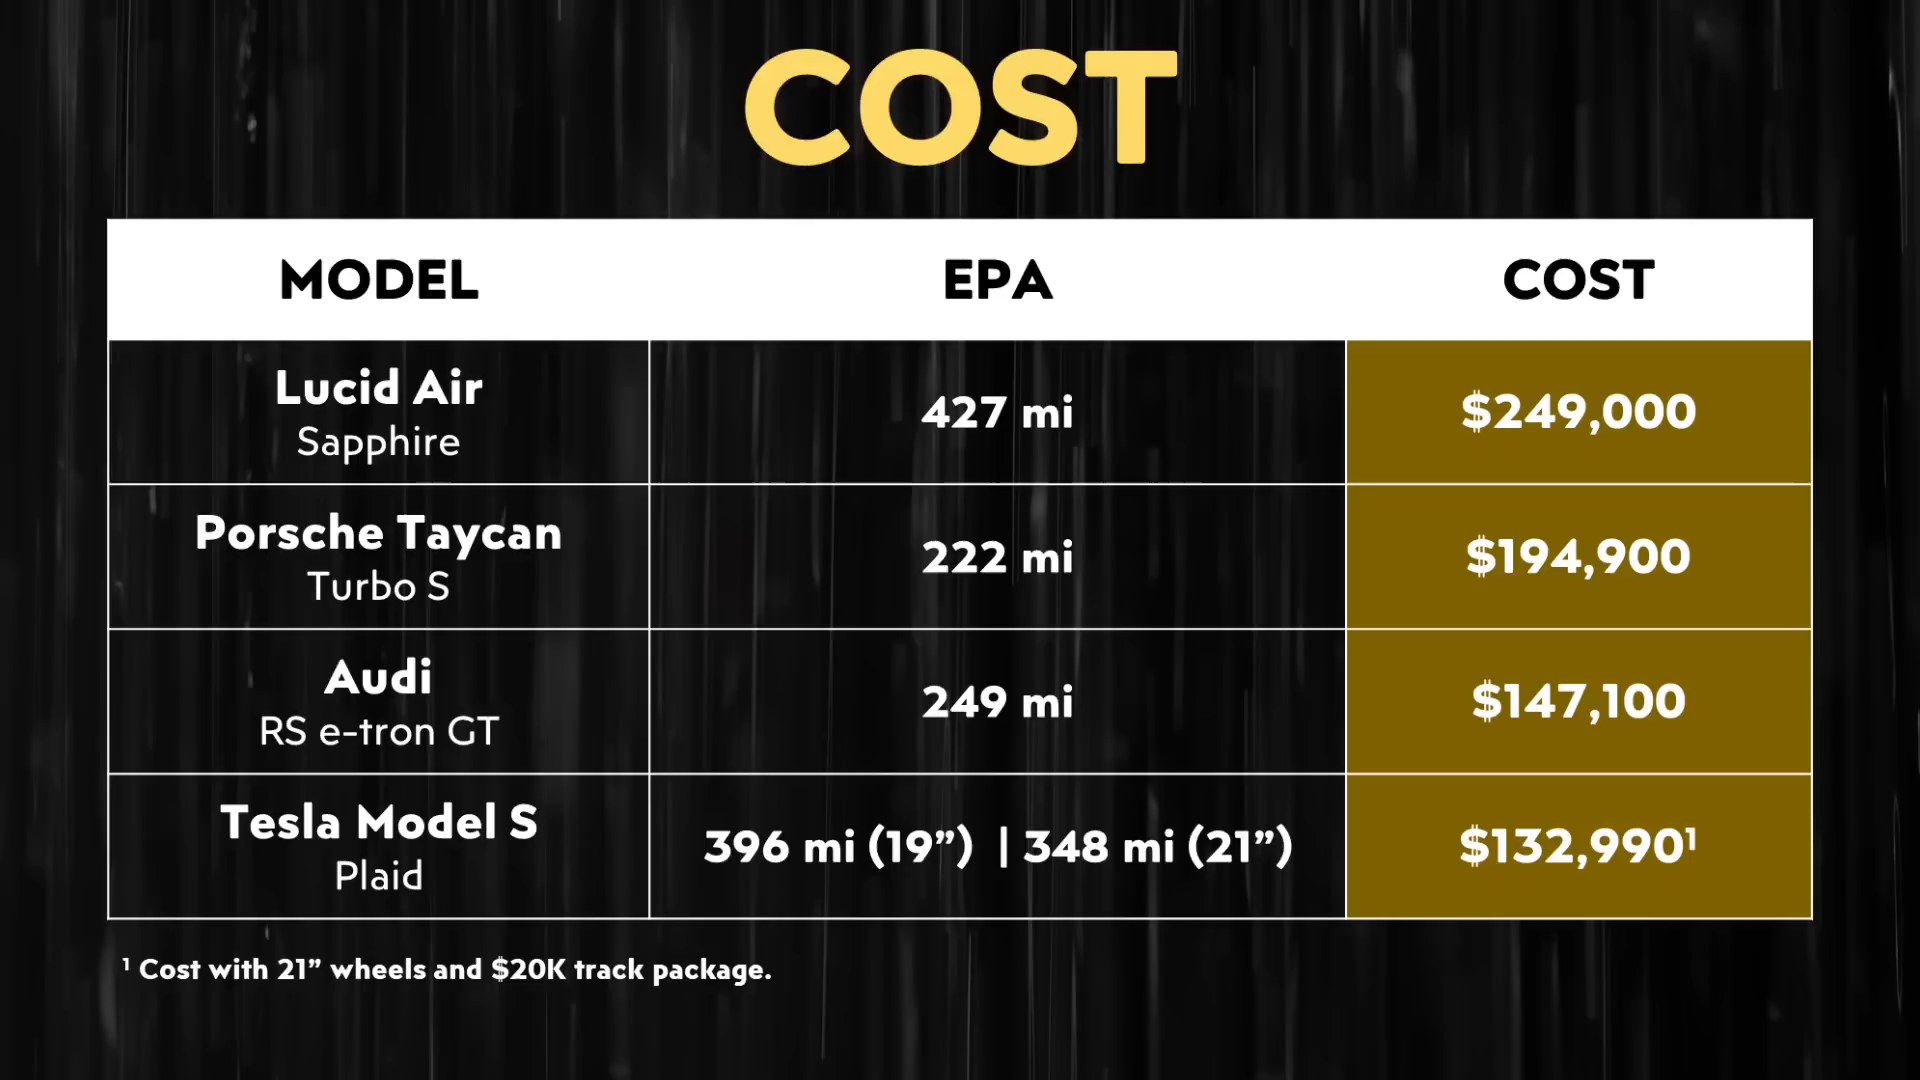 COST
MODEL EPA COST
Lucid Air
Sapphire
427 mi
$249,000
Porsche Taycan
Turbo S
222 mi
$194,900
Audi
RS e-tron GT
249 mi
$147,100
Tesla Model S
Plaid
396 mi (19”) | 348 mi (21”)
$132,990¹
¹ Cost with 21” wheels and $20K track package.